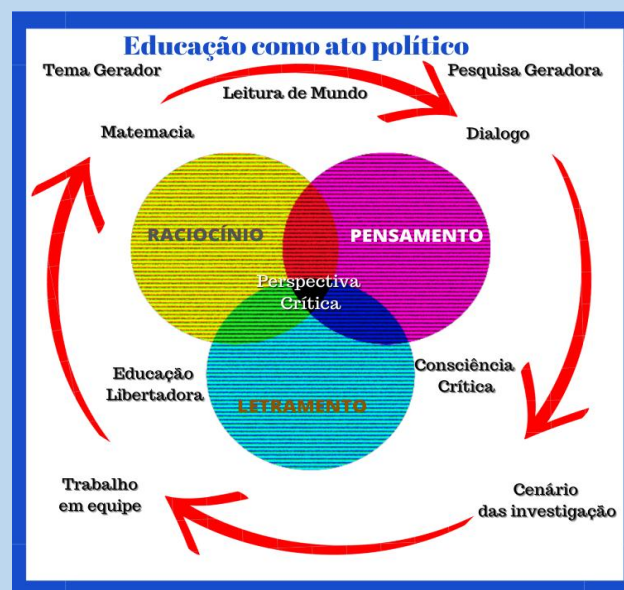 Educação como ato político
Tema Gerador
Pesquisa Geradora
Leitura de Mundo
Matemacia
Dialogo
RACIOCÍNIO
PENSAMENTO
Perspectiva
Crítica
Educação
Libertadora
Consciência
Crítica
LETRAMENTO
Trabalho
em equipe
Cenário
das investigação